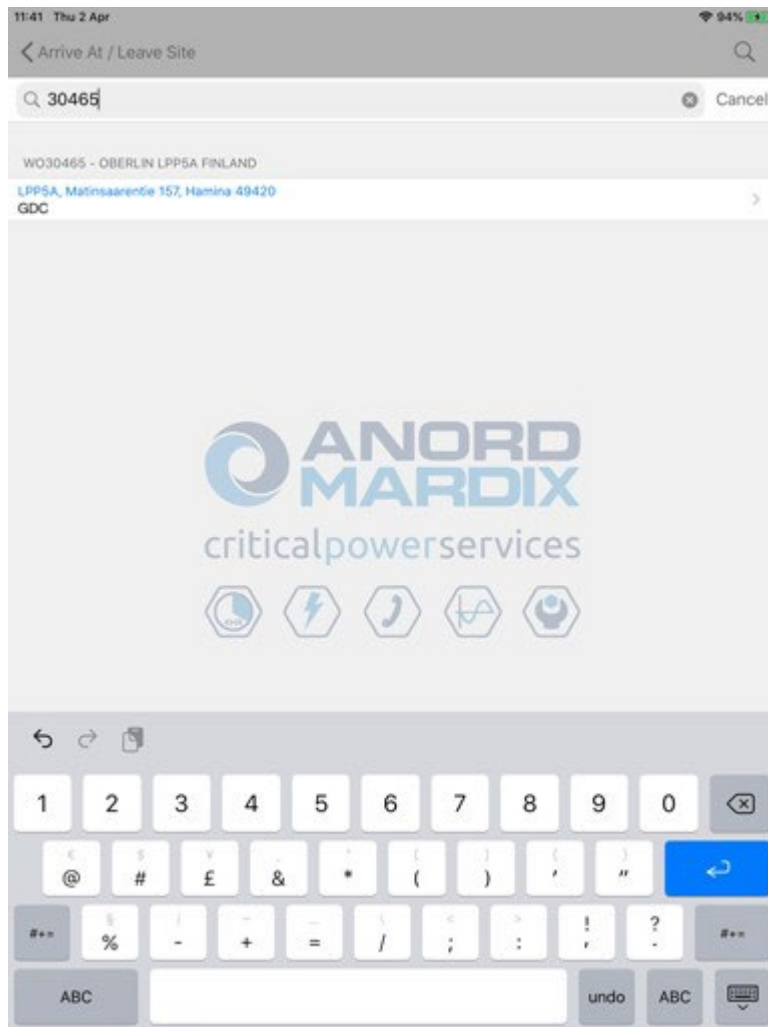 11:41 Thu 2 Apr 94%
Arrive At / Leave Site
30465 Cancel
WO30465 - OBERLIN LPP5A FINLAND
LPP5A, Matinsaarentie 157, Hamina 49420
GDC
ANORD
MARDIX
criticalpowerservices
1 2 3 4 5 6 7 8 9 0
@ # £ & * ( ) ' "
#+= % - + = / ; : ! , ? . #+=
ABC undo ABC